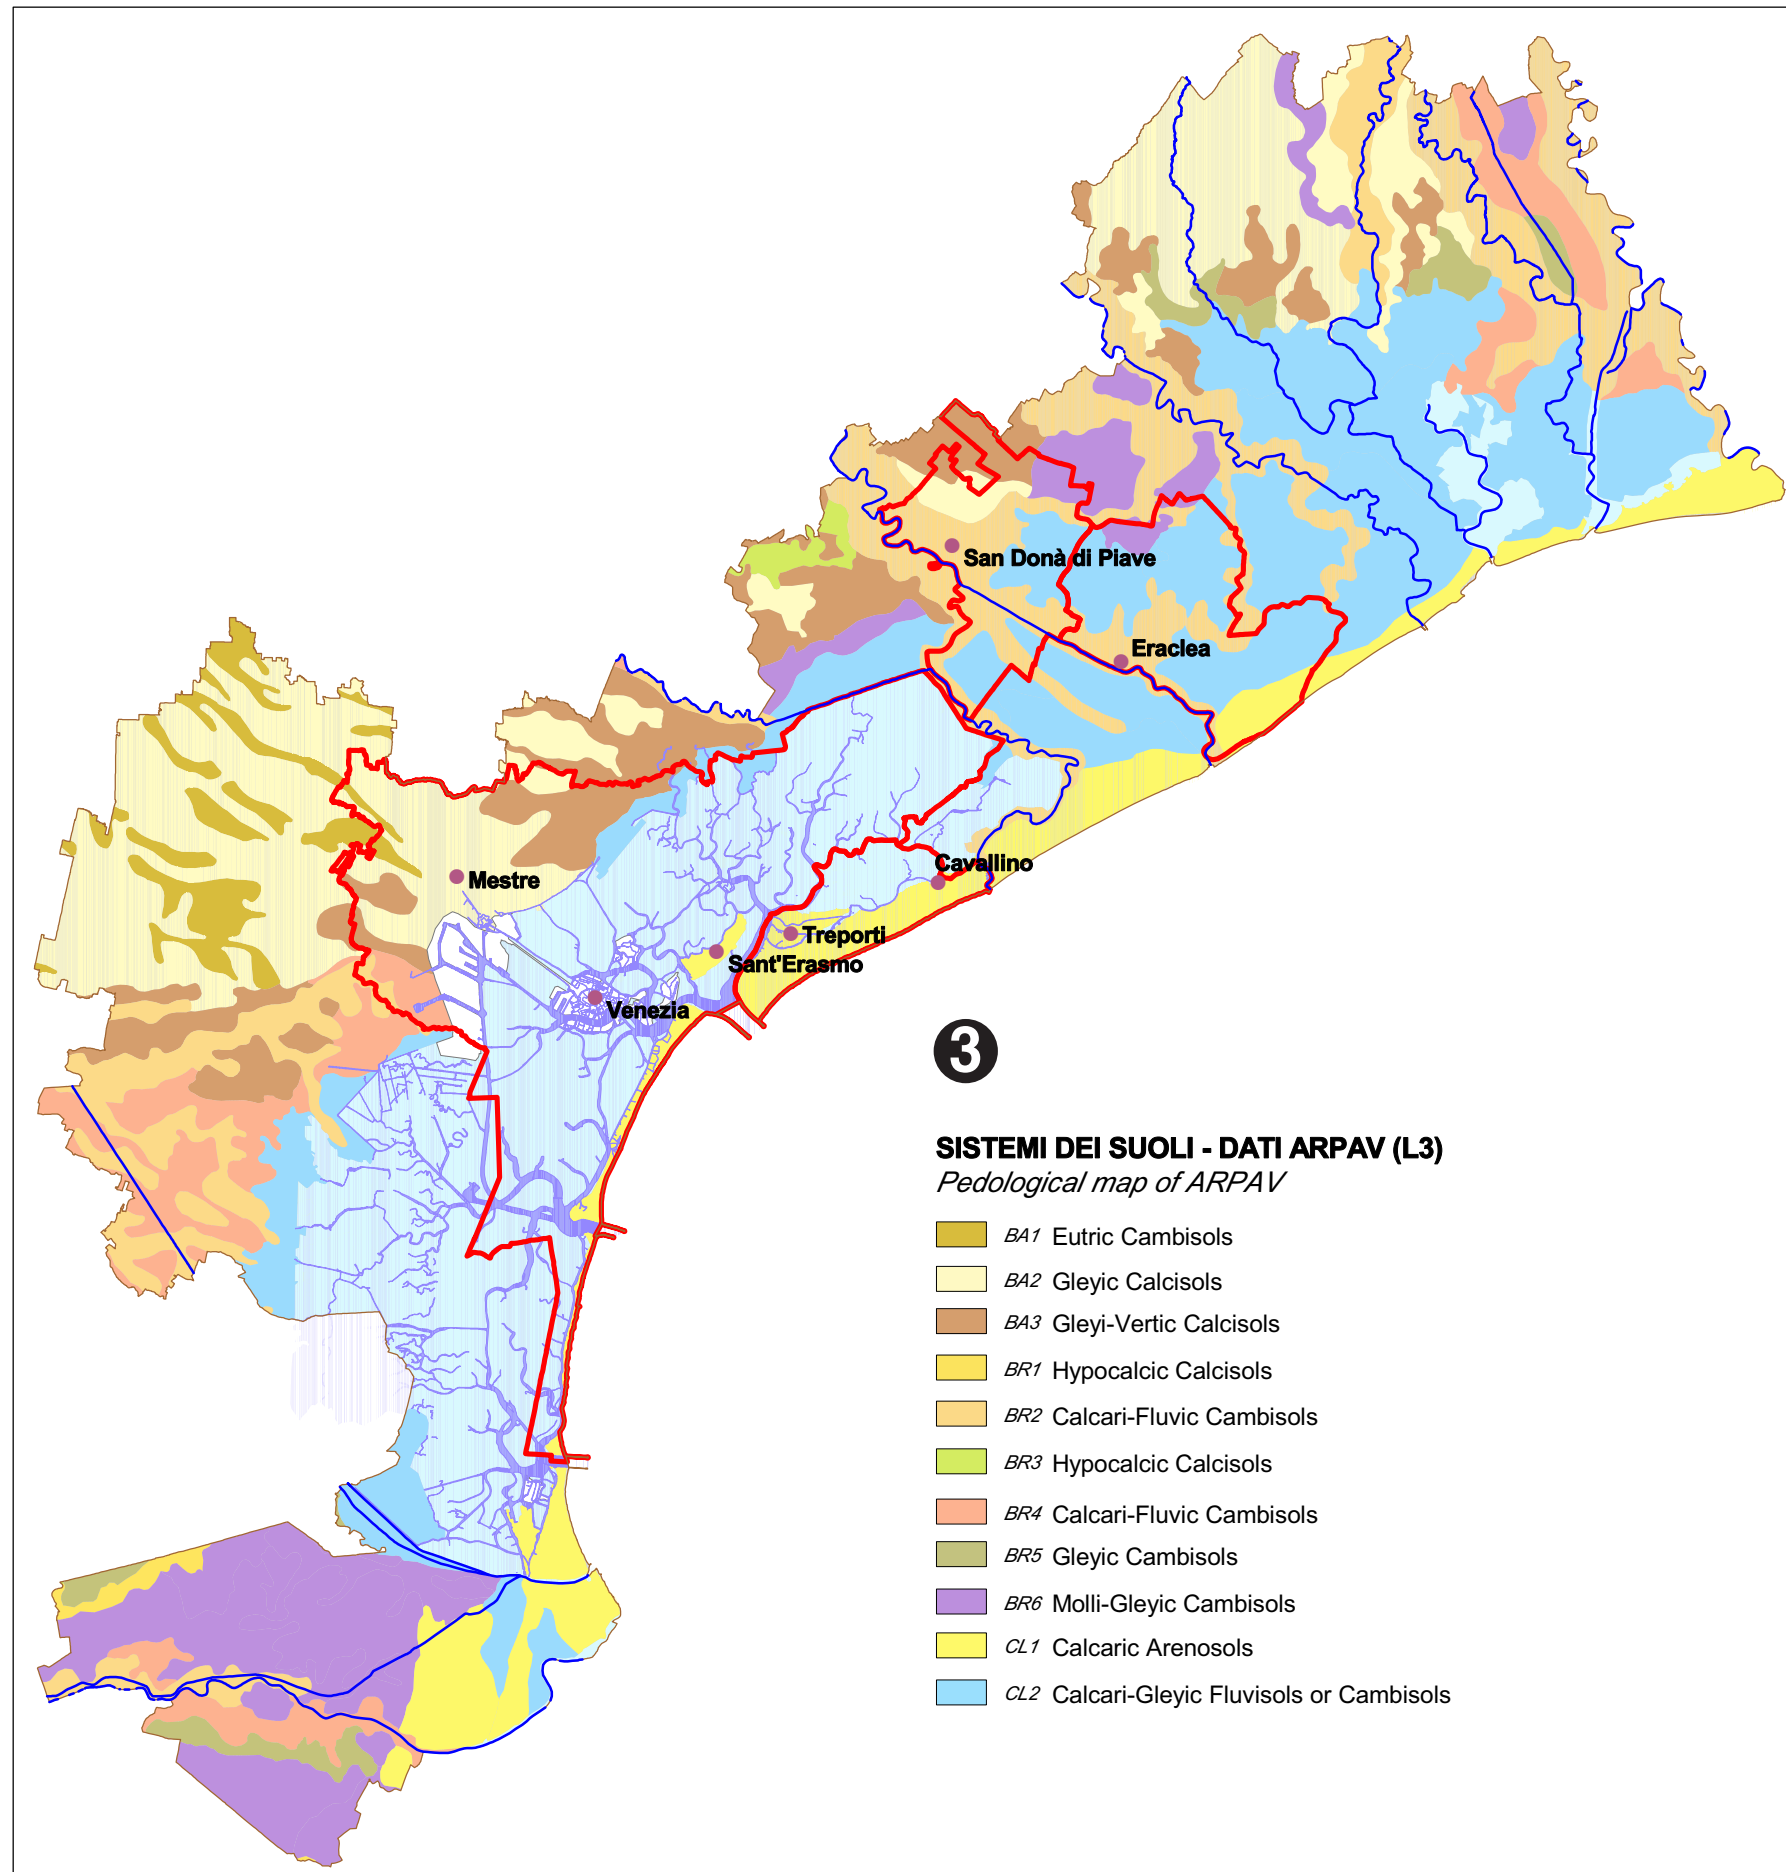 San Donà di Piave
Eraclea
Mestre
Cavallino
Treporti
Sant'Erasmo
Venezia
3
SISTEMI DEI SUOLI - DATI ARPAV (L3)
Pedological map of ARPAV
BA1 Eutric Cambisols
BA2 Gleyic Calcisols
BA3 Gleyi-Vertic Calcisols
BR1 Hypocalcic Calcisols
BR2 Calcari-Fluvic Cambisols
BR3 Hypocalcic Calcisols
BR4 Calcari-Fluvic Cambisols
BR5 Gleyic Cambisols
BR6 Molli-Gleyic Cambisols
CL1 Calcaric Arenosols
CL2 Calcari-Gleyic Fluvisols or Cambisols